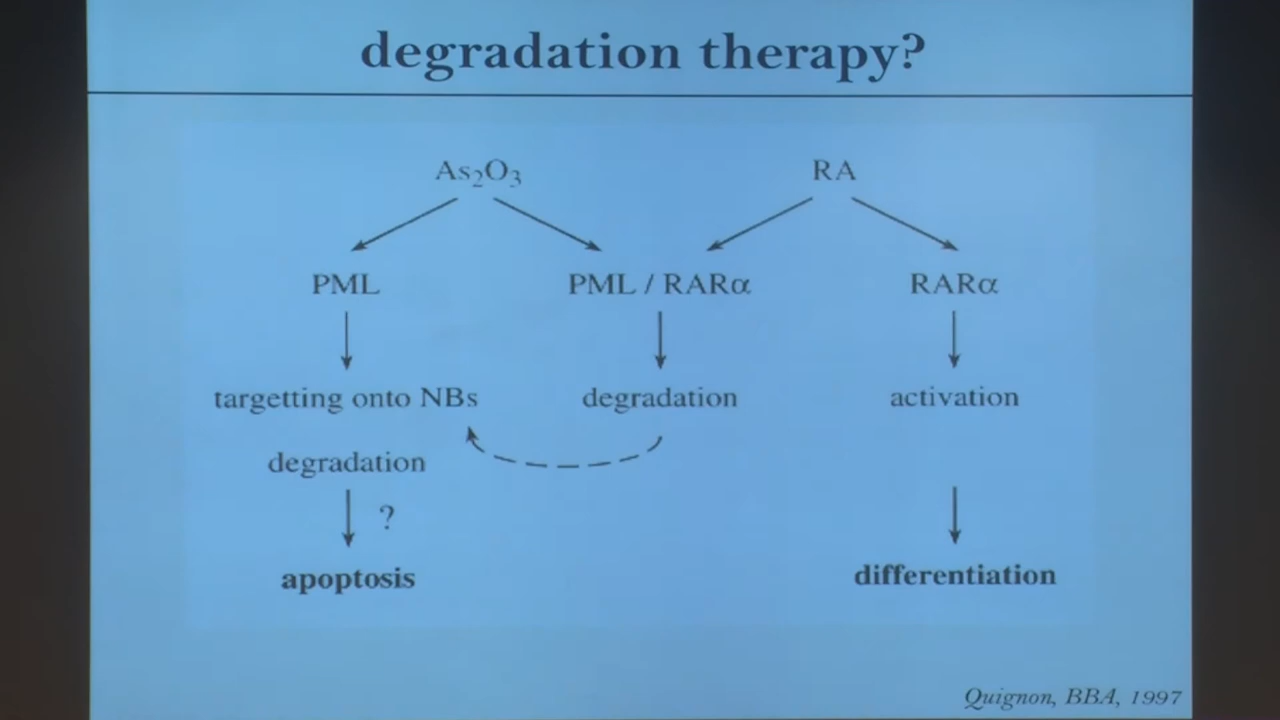 degradation therapy?
As₂O₃
RA
PML
PML / RARα
RARα
targetting onto NBs
degradation
activation
degradation
?
apoptosis
differentiation
Quignon, BBA, 1997